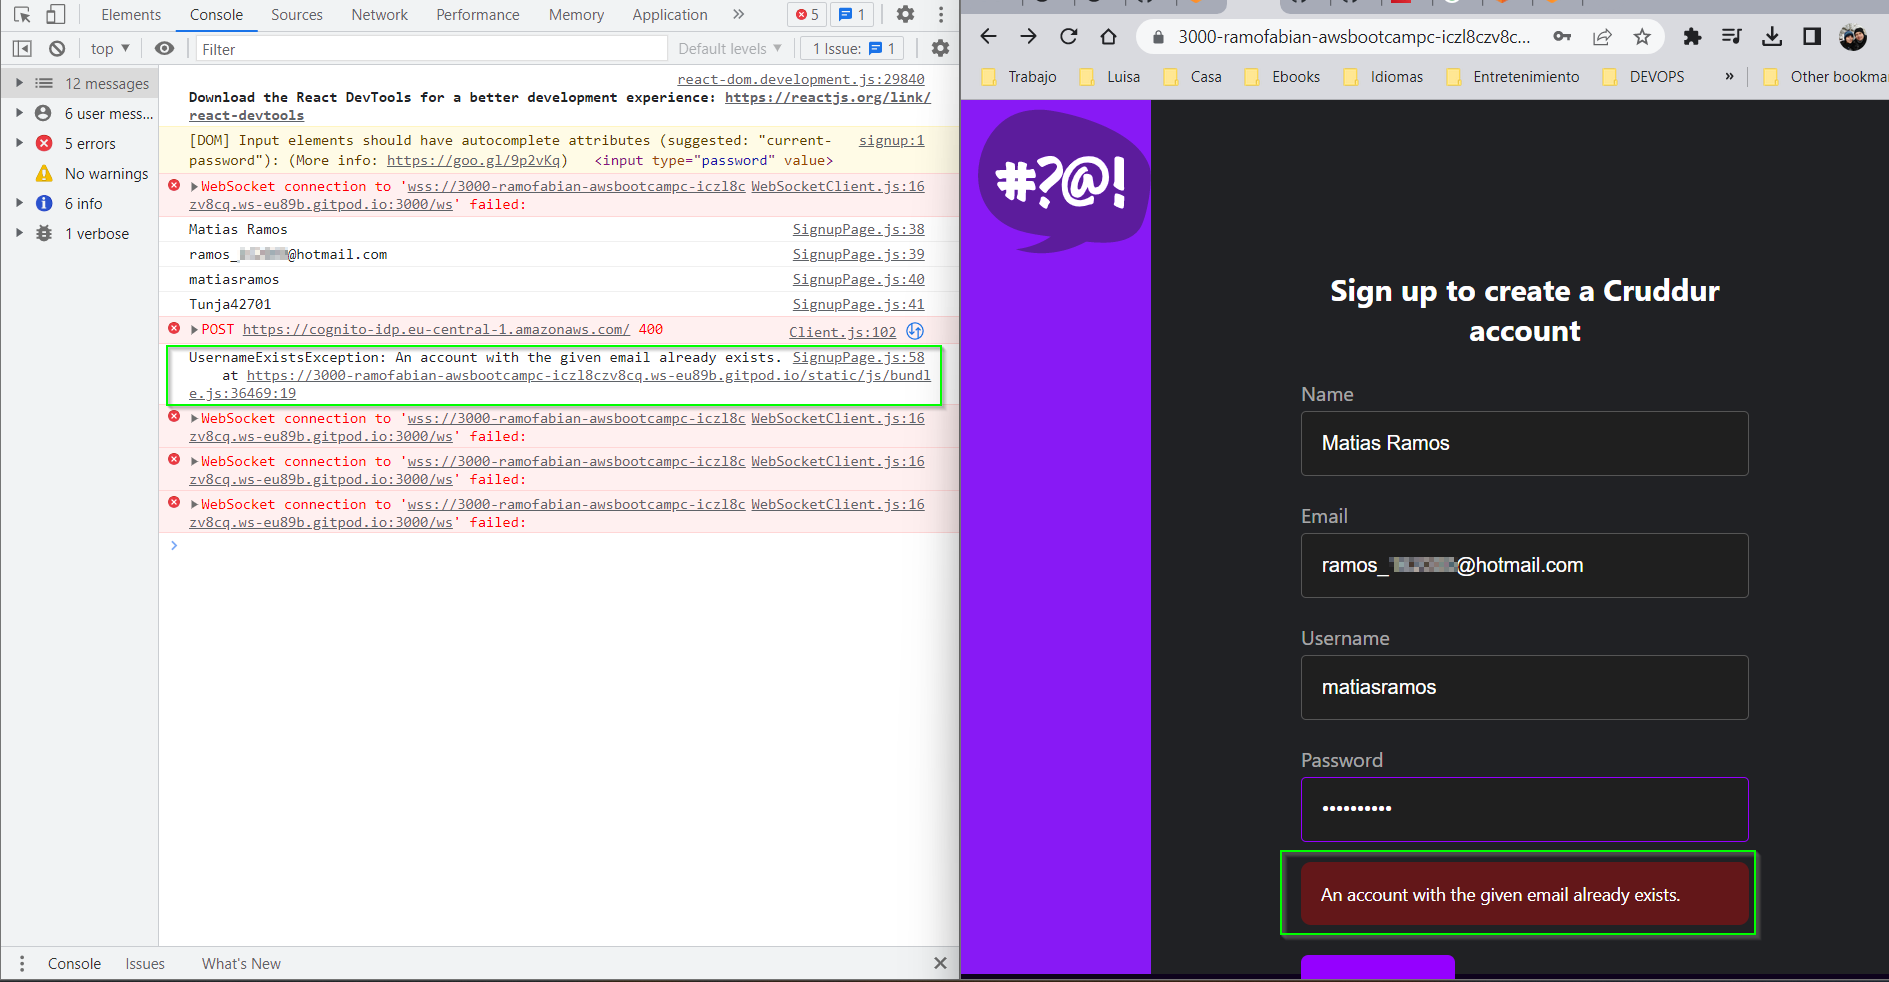 Elements Console Sources Network Performance Memory Application » 5 1
top Filter Default levels 1 Issue: 1
12 messages
6 user mess...
5 errors
No warnings
6 info
1 verbose
react-dom.development.js:29840
Download the React DevTools for a better development experience: https://reactjs.org/link/
react-devtools
[DOM] Input elements should have autocomplete attributes (suggested: "current- signup:1
password"): (More info: https://goo.gl/9p2vKq) <input type="password" value>
WebSocket connection to 'wss://3000-ramofabian-awsbootcampc-iczl8c WebSocketClient.js:16
zv8cq.ws-eu89b.gitpod.io:3000/ws' failed:
Matias Ramos SignupPage.js:38
ramos_ @hotmail.com SignupPage.js:39
matiasramos SignupPage.js:40
Tunja42701 SignupPage.js:41
POST https://cognito-idp.eu-central-1.amazonaws.com/ 400 Client.js:102
UsernameExistsException: An account with the given email already exists. SignupPage.js:58
at https://3000-ramofabian-awsbootcampc-iczl8czv8cq.ws-eu89b.gitpod.io/static/js/bundl
e.js:36469:19
WebSocket connection to 'wss://3000-ramofabian-awsbootcampc-iczl8c WebSocketClient.js:16
zv8cq.ws-eu89b.gitpod.io:3000/ws' failed:
WebSocket connection to 'wss://3000-ramofabian-awsbootcampc-iczl8c WebSocketClient.js:16
zv8cq.ws-eu89b.gitpod.io:3000/ws' failed:
WebSocket connection to 'wss://3000-ramofabian-awsbootcampc-iczl8c WebSocketClient.js:16
zv8cq.ws-eu89b.gitpod.io:3000/ws' failed:
Console Issues What's New
3000-ramofabian-awsbootcampc-iczl8czv8c...
Trabajo Luisa Casa Ebooks Idiomas Entretenimiento DEVOPS » Other bookma
#?@!
Sign up to create a Cruddur
account
Name
Matias Ramos
Email
ramos_ @hotmail.com
Username
matiasramos
Password
••••••••••
An account with the given email already exists.